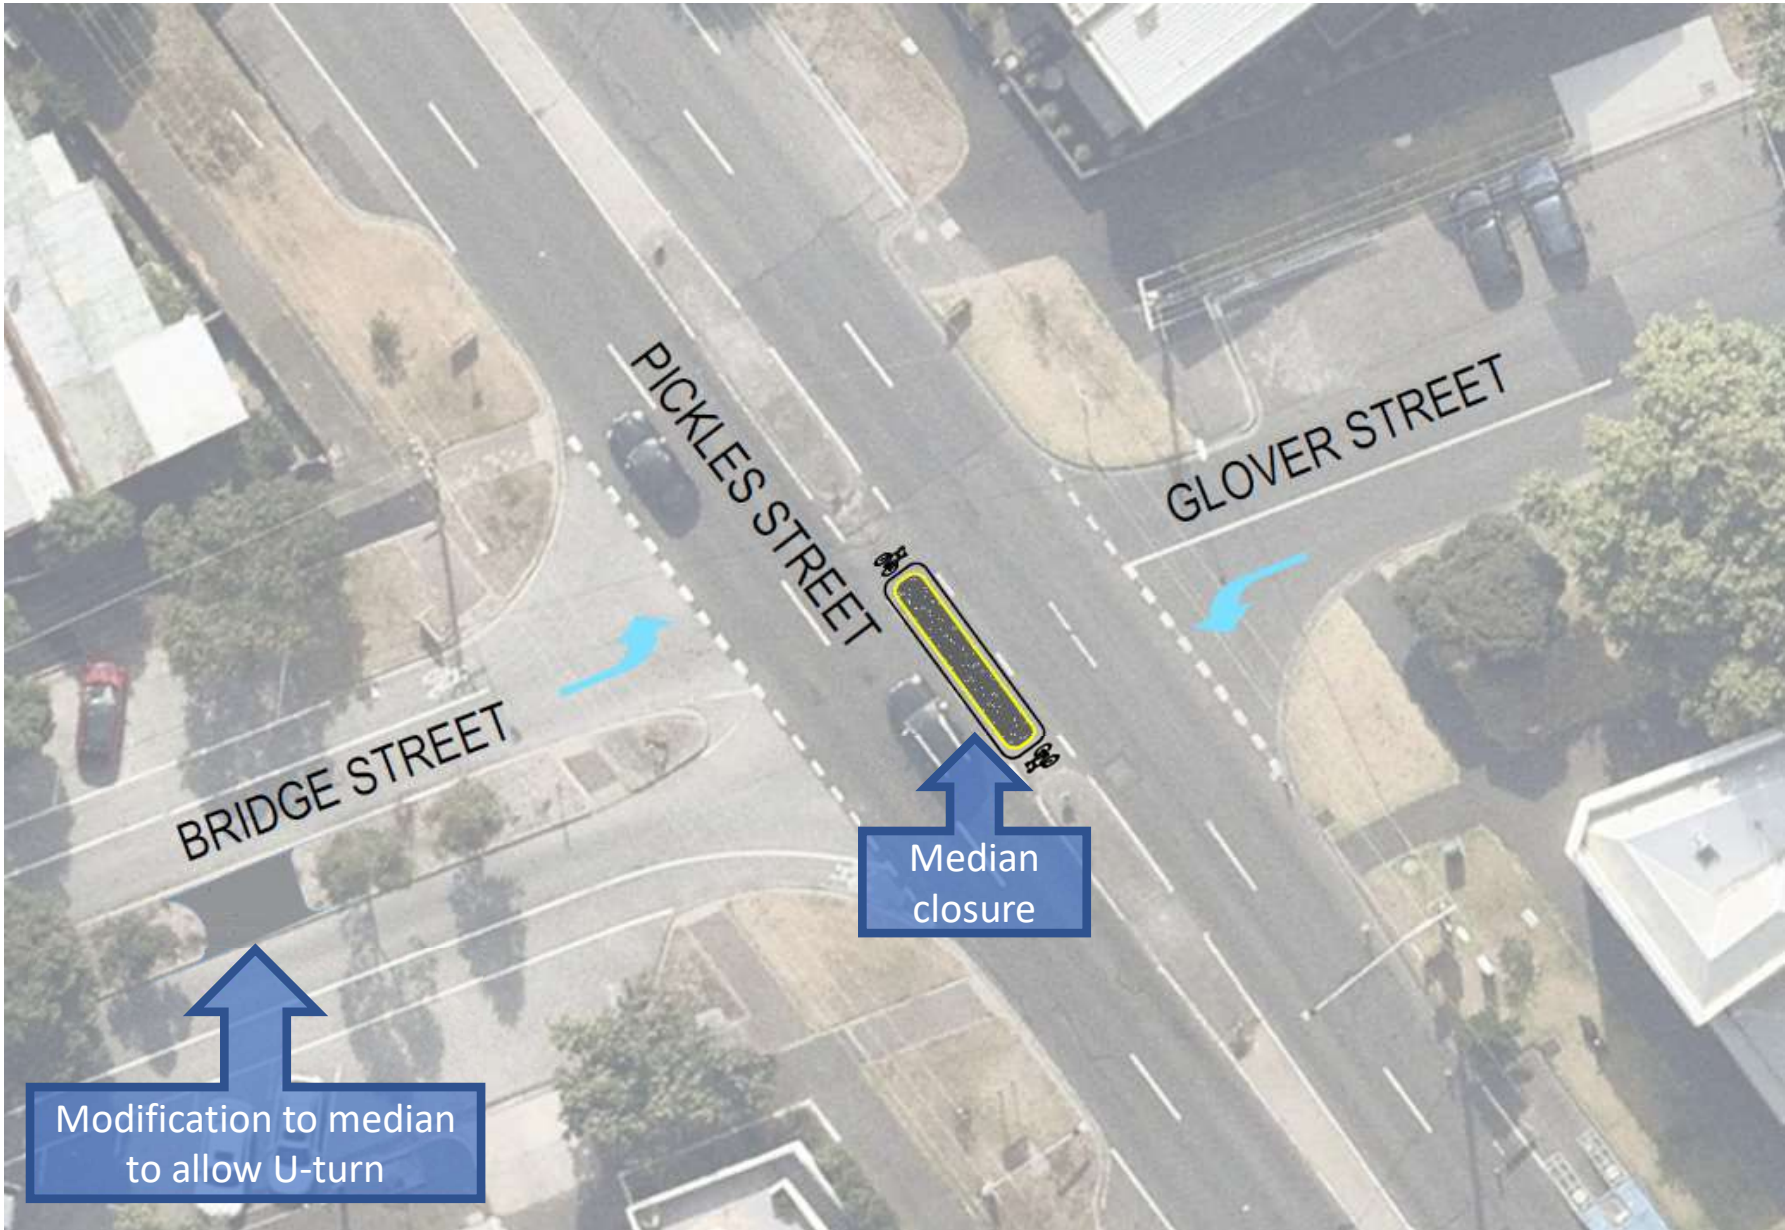 PICKLES STREET
GLOVER STREET
BRIDGE STREET
Median
closure
Modification to median
to allow U-turn